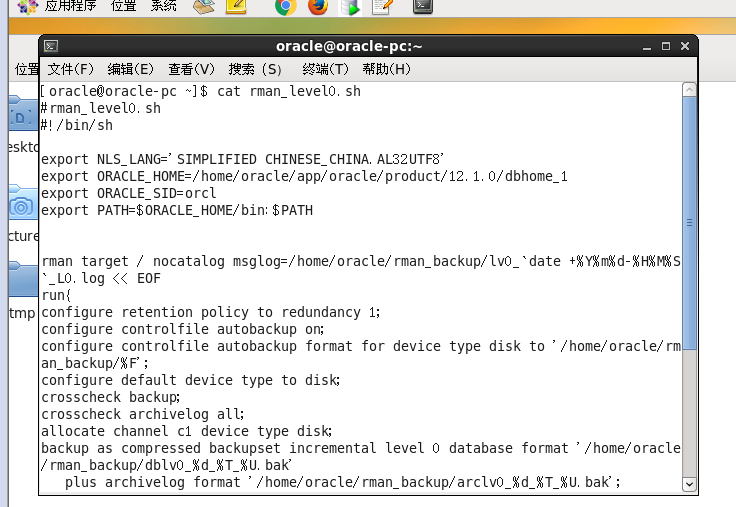 应用程序 位置 系统
oracle@oracle-pc:~
位置
文件(F) 编辑(E) 查看(V) 搜索 (S) 终端(T) 帮助(H)
[oracle@oracle-pc ~]$ cat rman_level0.sh
#rman_level0.sh
#!/bin/sh
export NLS_LANG='SIMPLIFIED CHINESE_CHINA.AL32UTF8'
export ORACLE_HOME=/home/oracle/app/oracle/product/12.1.0/dbhome_1
export ORACLE_SID=orcl
export PATH=$ORACLE_HOME/bin:$PATH
rman target / nocatalog msglog=/home/oracle/rman_backup/lv0_`date +%Y%m%d-%H%M%S
`_L0.log << EOF
run{
configure retention policy to redundancy 1;
configure controlfile autobackup on;
configure controlfile autobackup format for device type disk to '/home/oracle/rm
an_backup/%F';
configure default device type to disk;
crosscheck backup;
crosscheck archivelog all;
allocate channel c1 device type disk;
backup as compressed backupset incremental level 0 database format '/home/oracle
/rman_backup/dblv0_%d_%T_%U.bak'
plus archivelog format '/home/oracle/rman_backup/arclv0_%d_%T_%U.bak';
eskto
cture
tmp